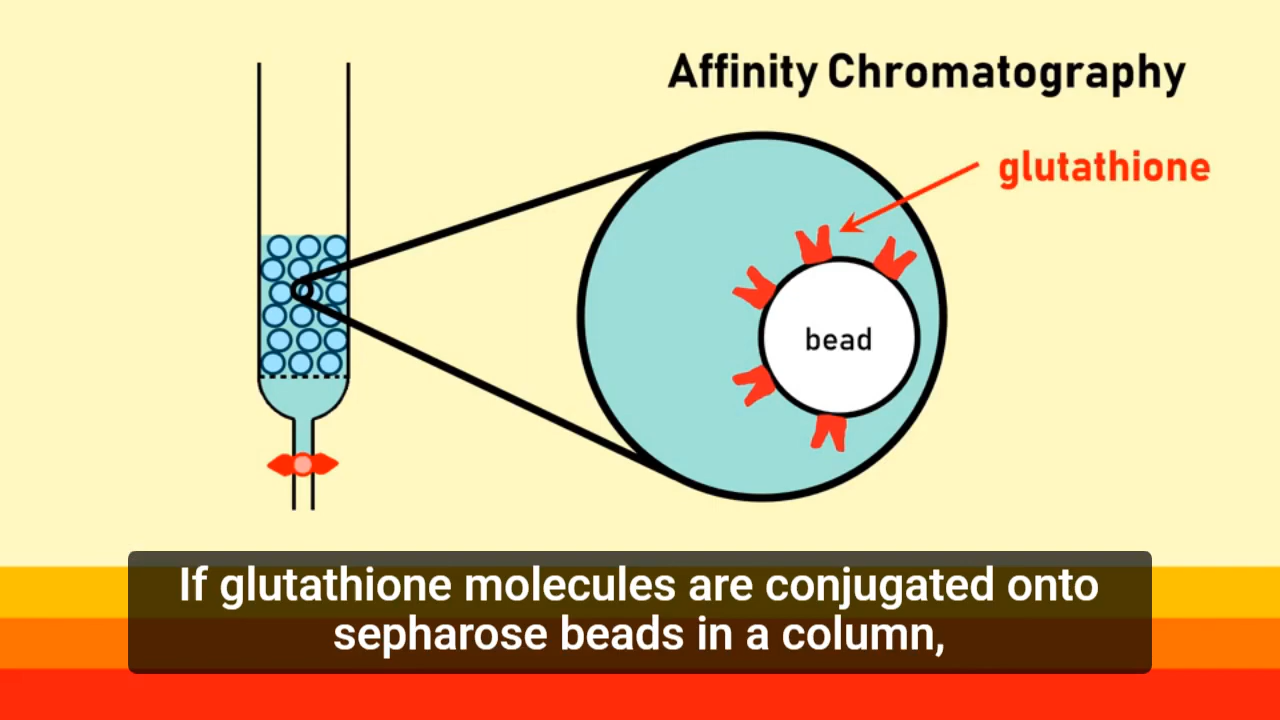 Affinity Chromatography
glutathione
bead
If glutathione molecules are conjugated onto
sepharose beads in a column,